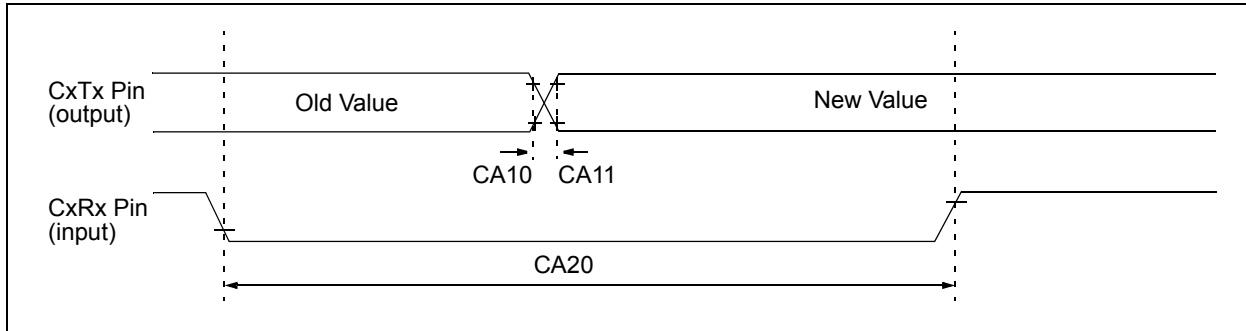 CxTx Pin
(output)
Old Value
New Value
CA10 CA11
CxRx Pin
(input)
CA20